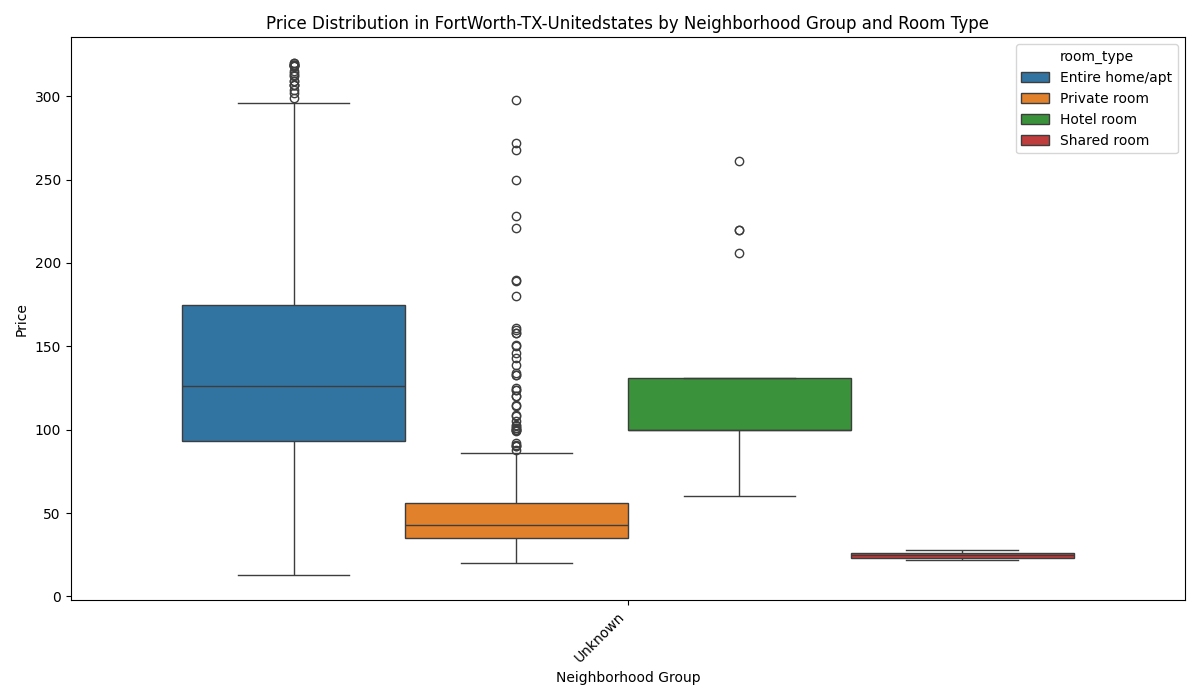 Price Distribution in FortWorth-TX-Unitedstates by Neighborhood Group and Room Type
room_type
Entire home/apt
Private room
Hotel room
Shared room
Price
300
250
200
150
100
50
0
Unknown
Neighborhood Group